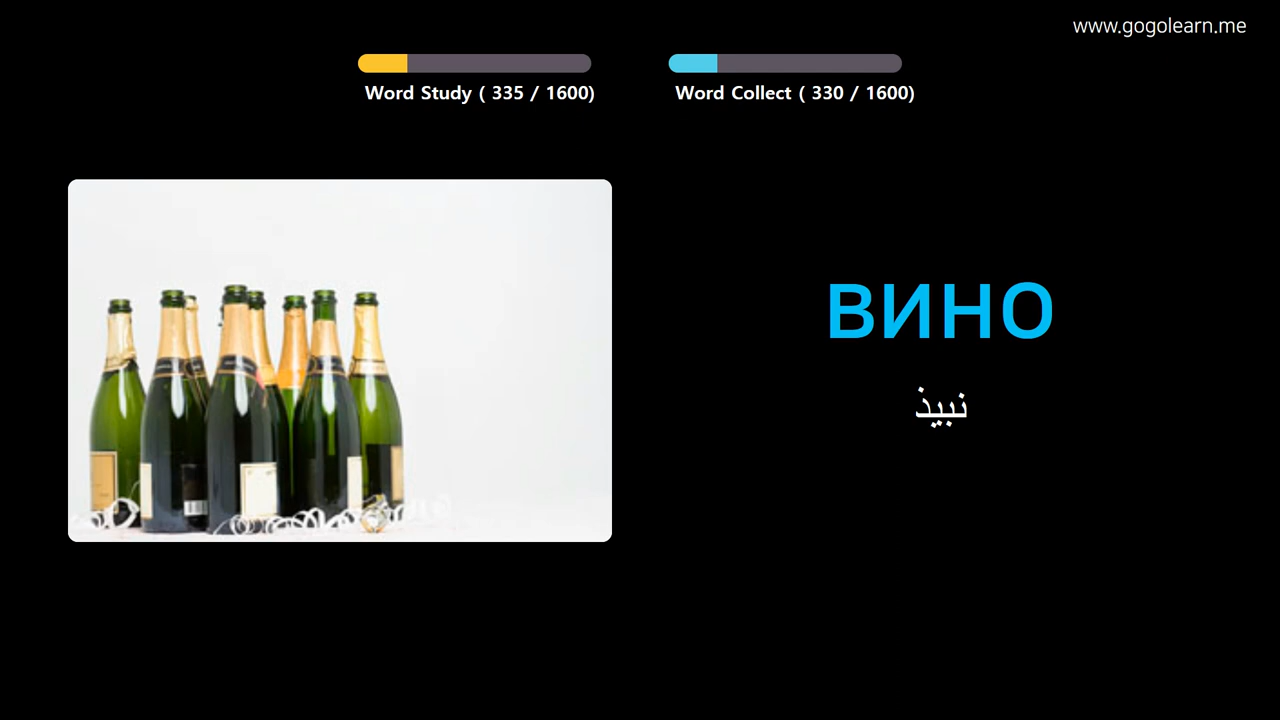 www.gogolearn.me
Word Study ( 335 / 1600)
Word Collect ( 330 / 1600)
вино
نبيذ